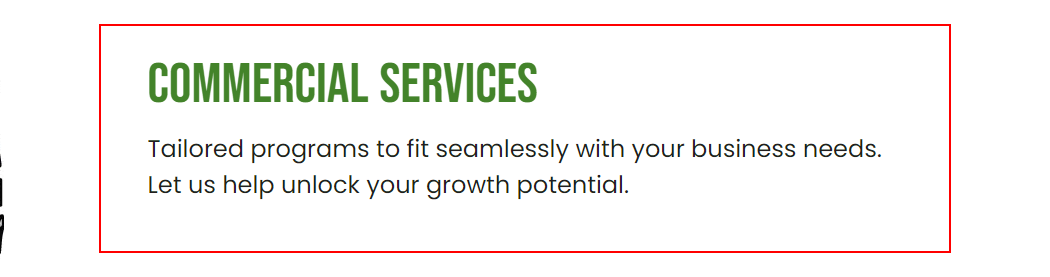 COMMERCIAL SERVICES
Tailored programs to fit seamlessly with your business needs.
Let us help unlock your growth potential.